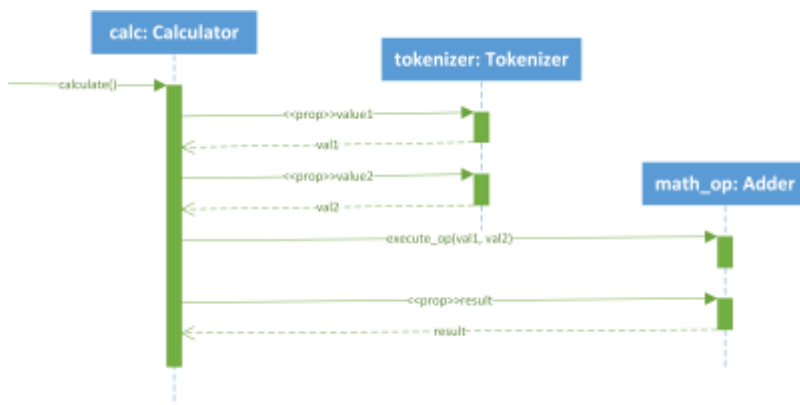 calc: Calculator
tokenizer: Tokenizer
calculate()
<<prop>>value1
val1
<<prop>>value2
math_op: Adder
val2
execute_op(val1, val2)
<<prop>>result
result